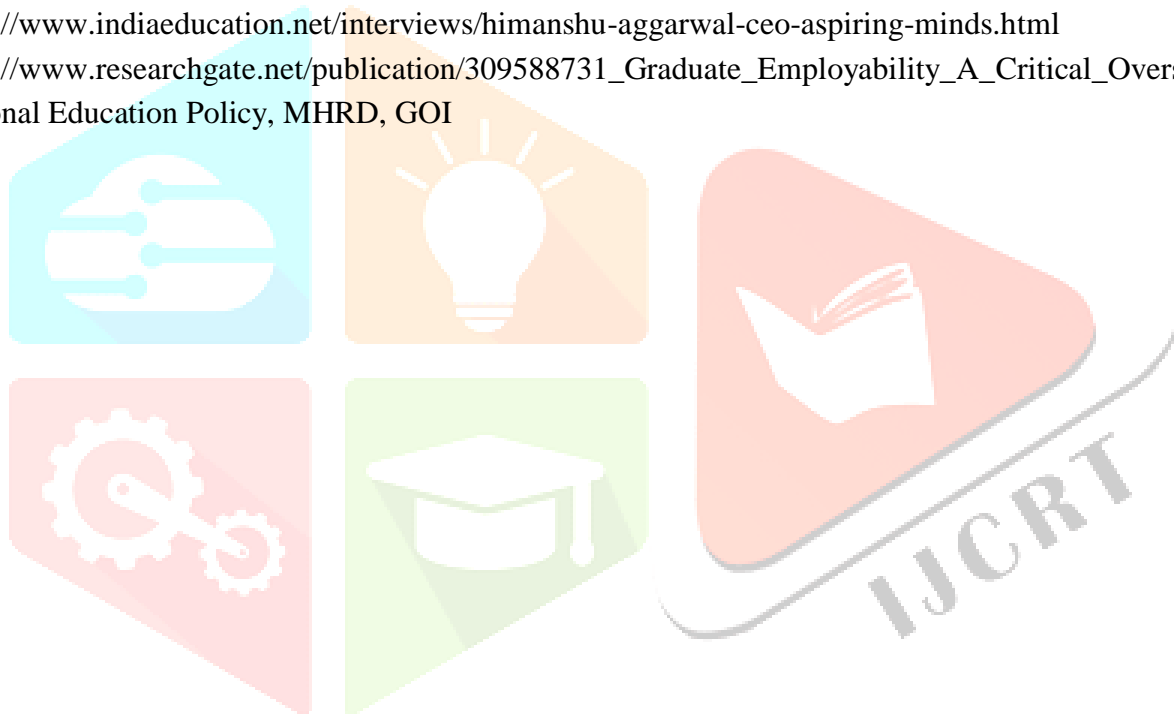 //www.indiaeducation.net/interviews/himanshu-aggarwal-ceo-aspiring-minds.html
//www.researchgate.net/publication/309588731_Graduate_Employability_A_Critical_Overs
onal Education Policy, MHRD, GOI
IJCRT